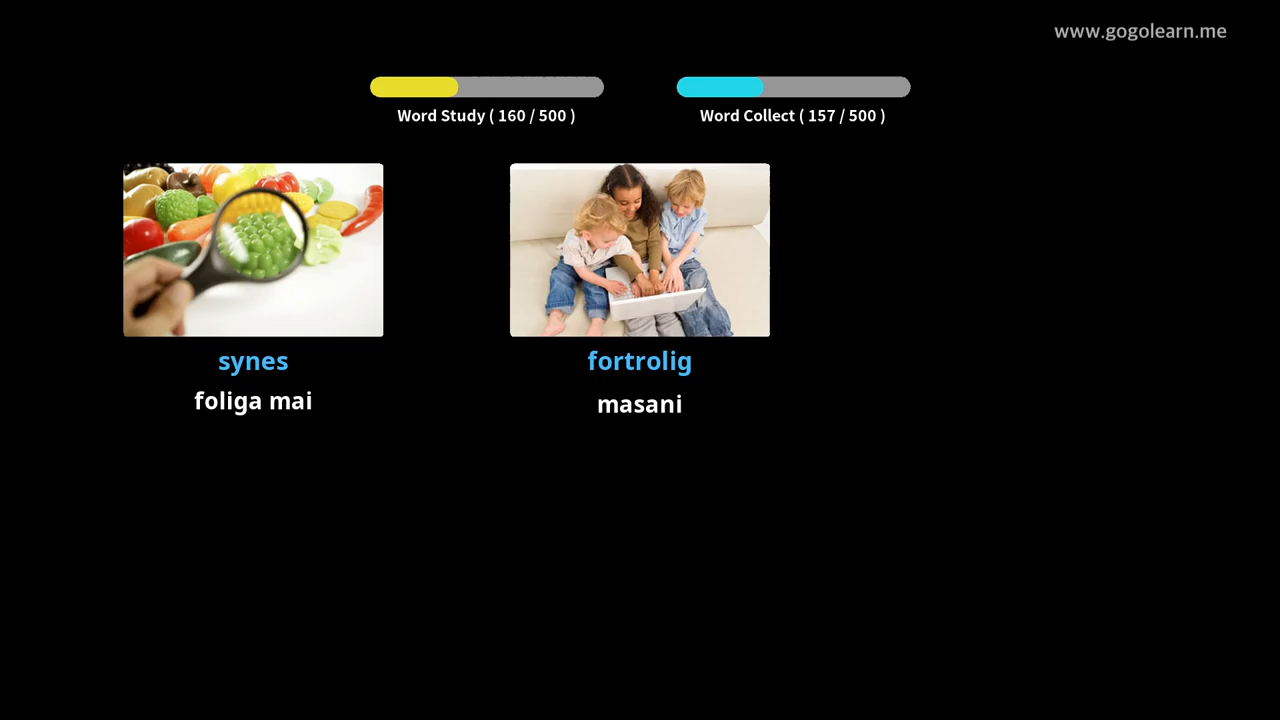 www.gogolearn.me
Word Study ( 160 / 500 )
Word Collect ( 157 / 500 )
synes
foliga mai
fortrolig
masani